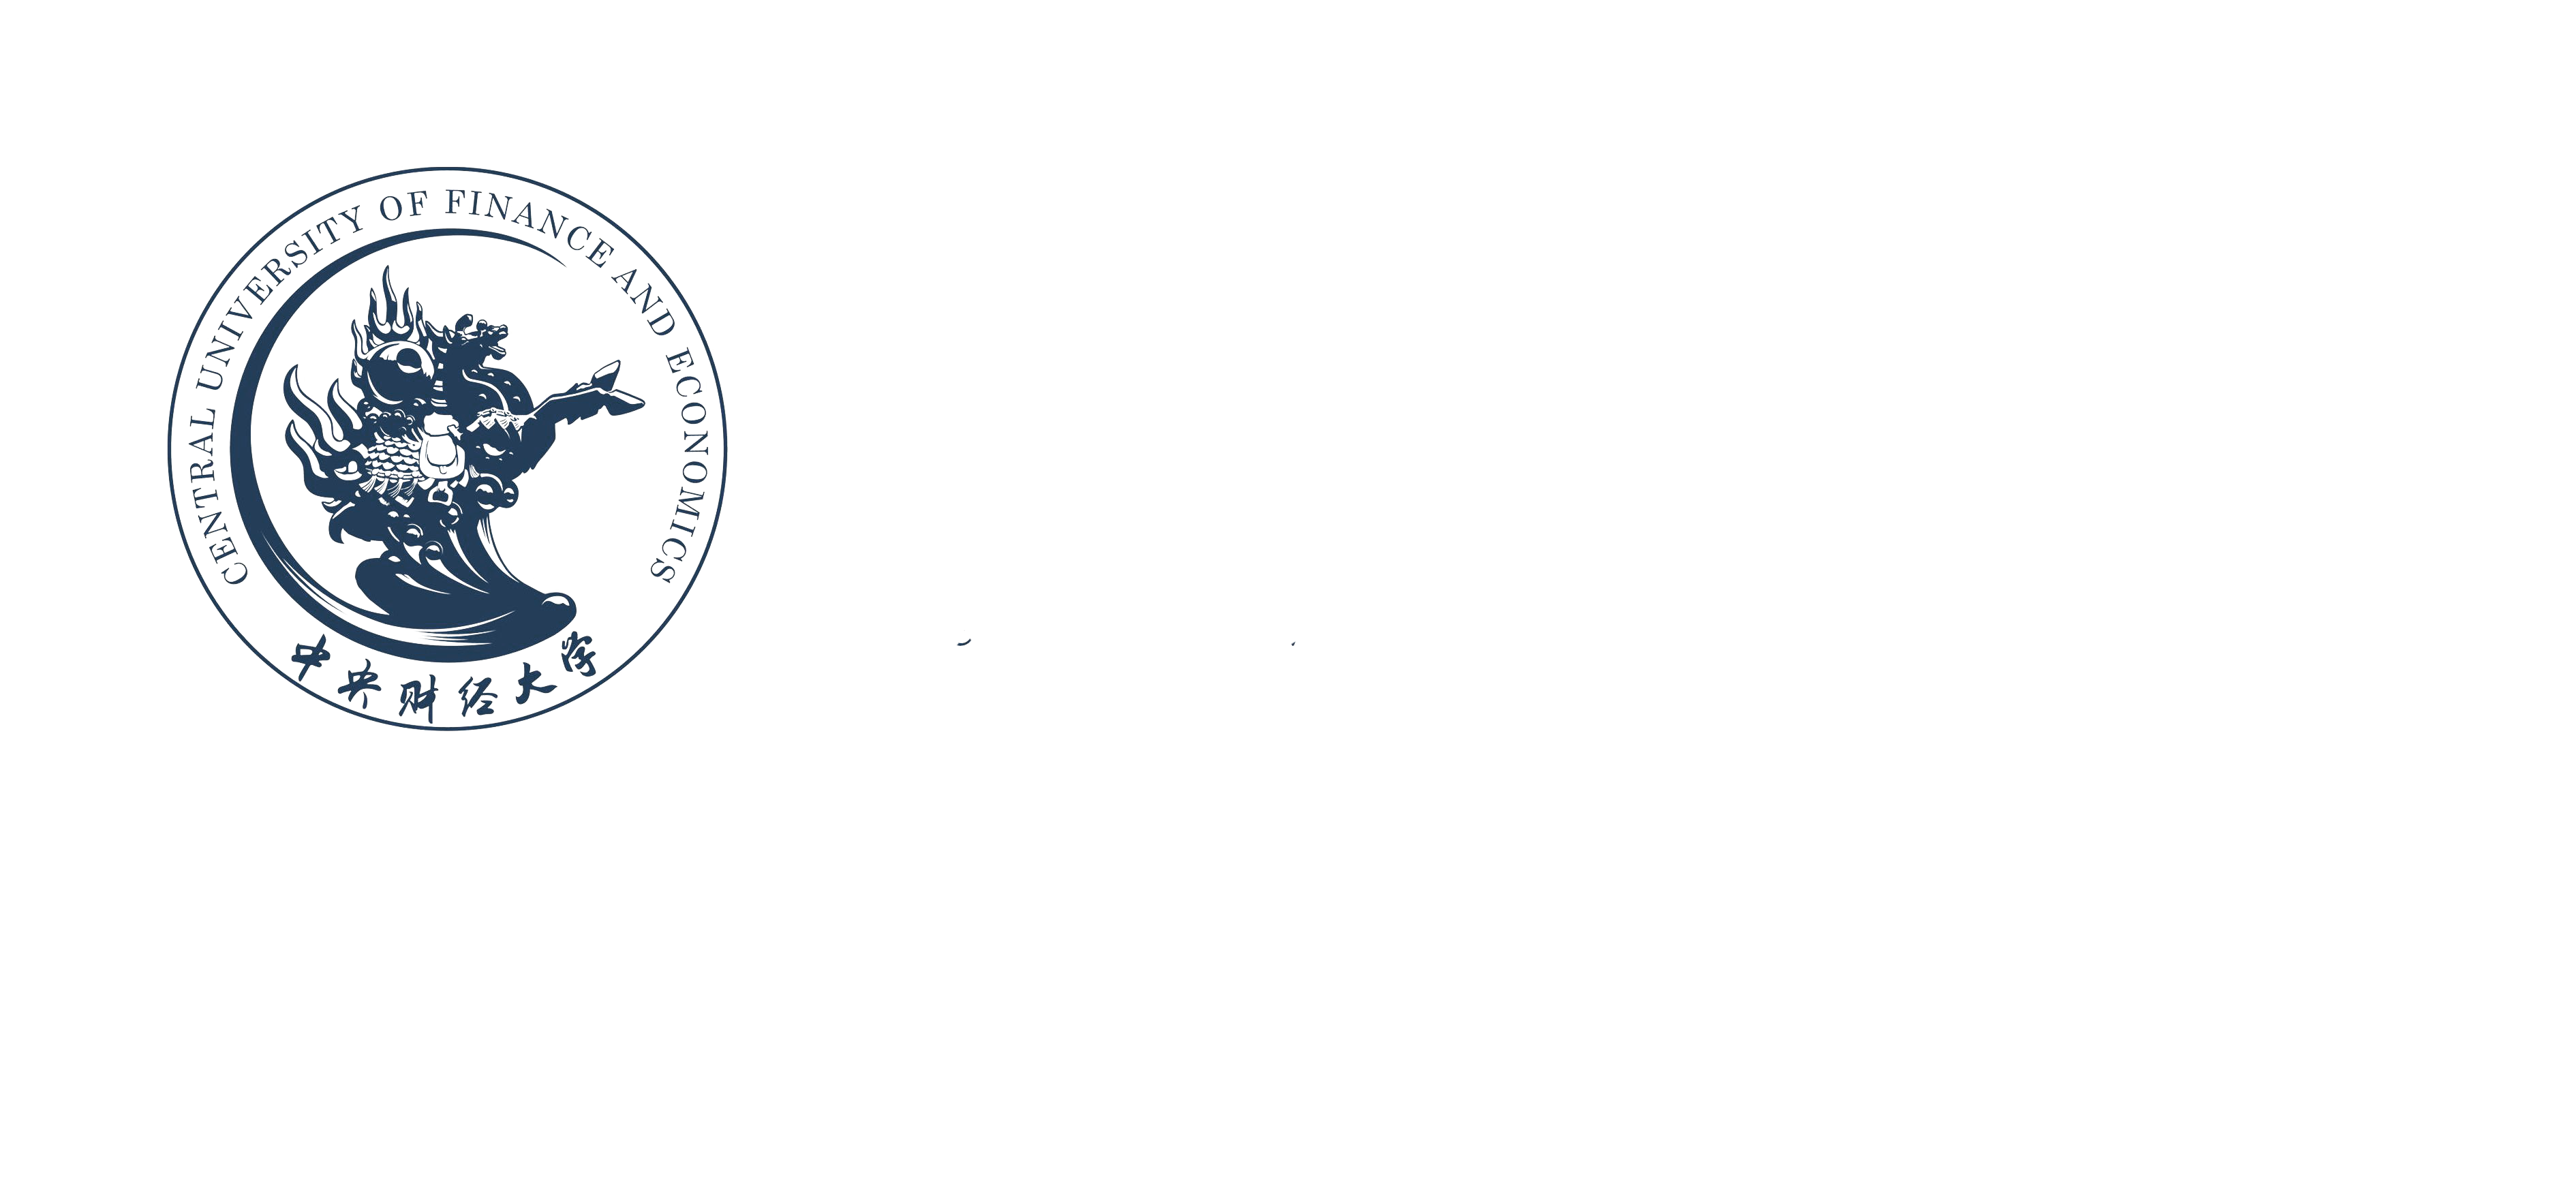 CENTRAL UNIVERSITY OF FINANCE AND ECONOMICS
中央财经大学